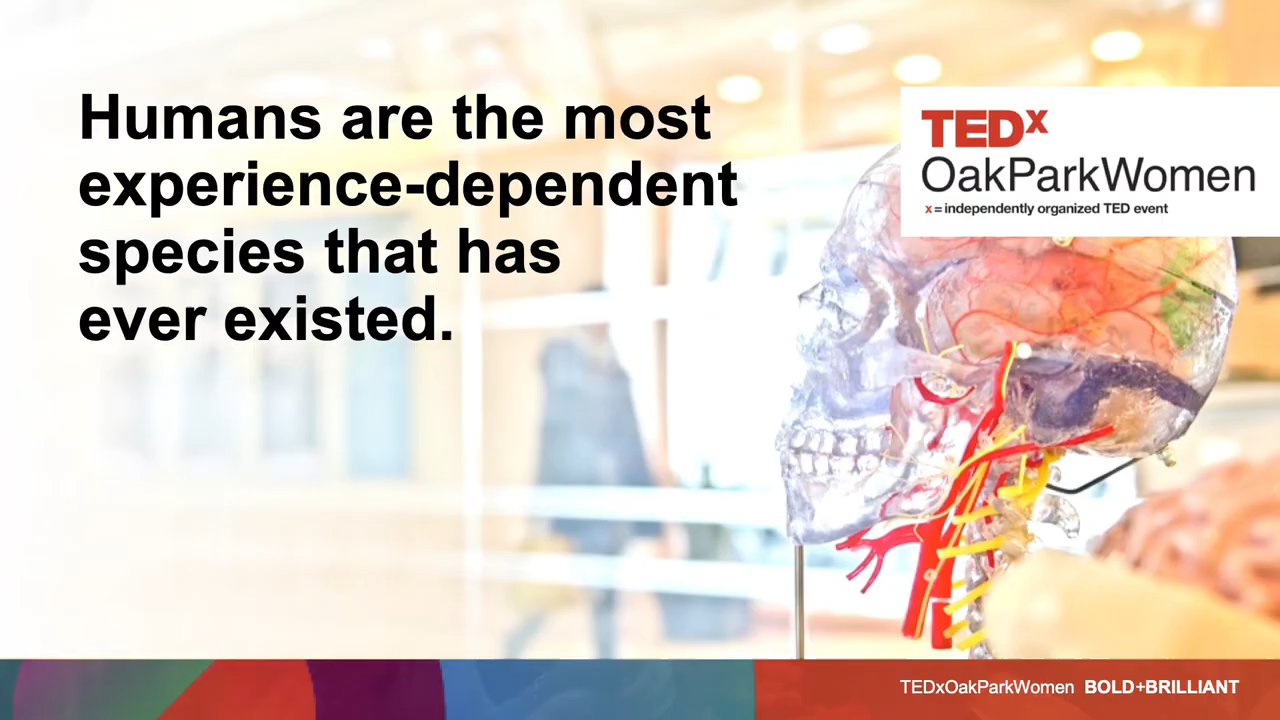 Humans are the most
experience-dependent
species that has
ever existed.
TEDx
OakParkWomen
x = independently organized TED event
TEDxOakParkWomen BOLD+BRILLIANT